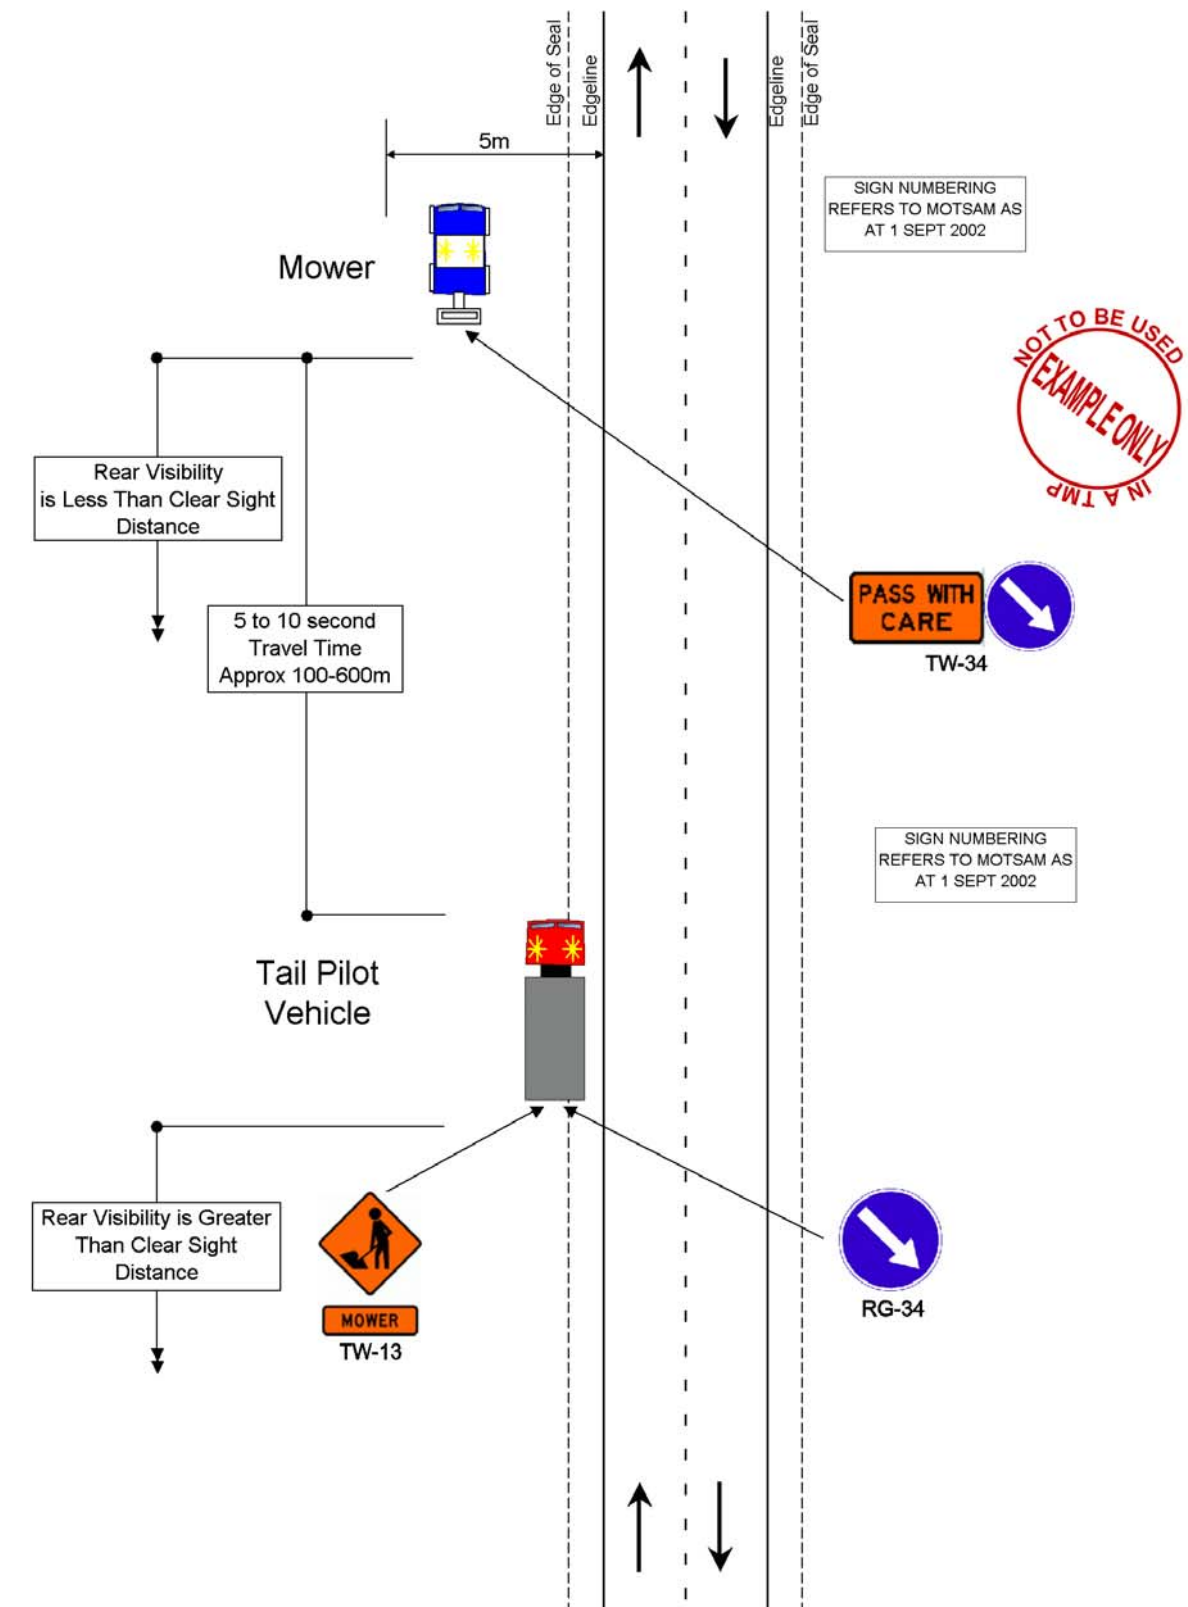 Edge of Seal
Edgeline
Edgeline
Edge of Seal
5m
SIGN NUMBERING
REFERS TO MOTSAM AS
AT 1 SEPT 2002
Mower
NOT TO BE USED
EXAMPLE ONLY
IN A TMP
Rear Visibility
is Less Than Clear Sight
Distance
PASS WITH
CARE
TW-34
5 to 10 second
Travel Time
Approx 100-600m
SIGN NUMBERING
REFERS TO MOTSAM AS
AT 1 SEPT 2002
Tail Pilot
Vehicle
Rear Visibility is Greater
Than Clear Sight
Distance
MOWER
TW-13
RG-34